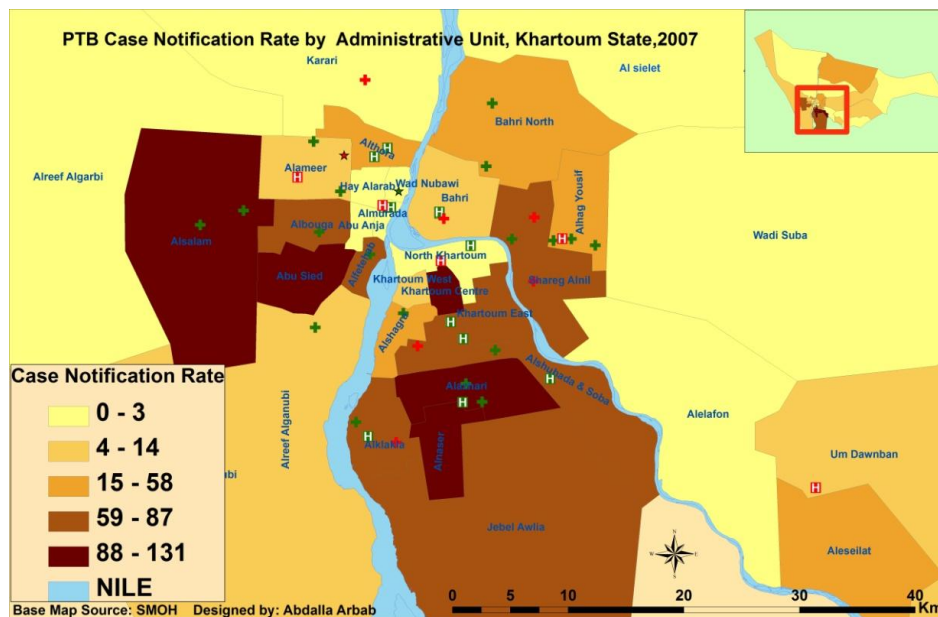 PTB Case Notification Rate by Administrative Unit, Khartoum State,2007
Karari
Al sielet
Bahri North
Althora
Alameer
Alreef Algarbi
Hay Alarab
Wad Nubawi
Bahri
Alhag Yousif
Almurada
Albouga
Abu Anja
Alsalam
Wadi Suba
North Khartoum
Alfetehab
Abu Sied
Khartoum West
Shareg Alnil
Khartoum Centre
Khartoum East
Alshagra
Case Notification Rate
0 - 3
4 - 14
15 - 58
59 - 87
88 - 131
NILE
Alazhari
Alshuhada & Soba
Alelafon
Alreef Alganubi
Alklakla
Alnaser
Um Dawnban
ubi
Jebel Awlia
Aleseilat
N
W
E
S
0
10
20
30
40
Km
Base Map Source: SMOH Designed by: Abdalla Arbab
H
H
H
H
H
H
H
H
H
H
H
H
H
H